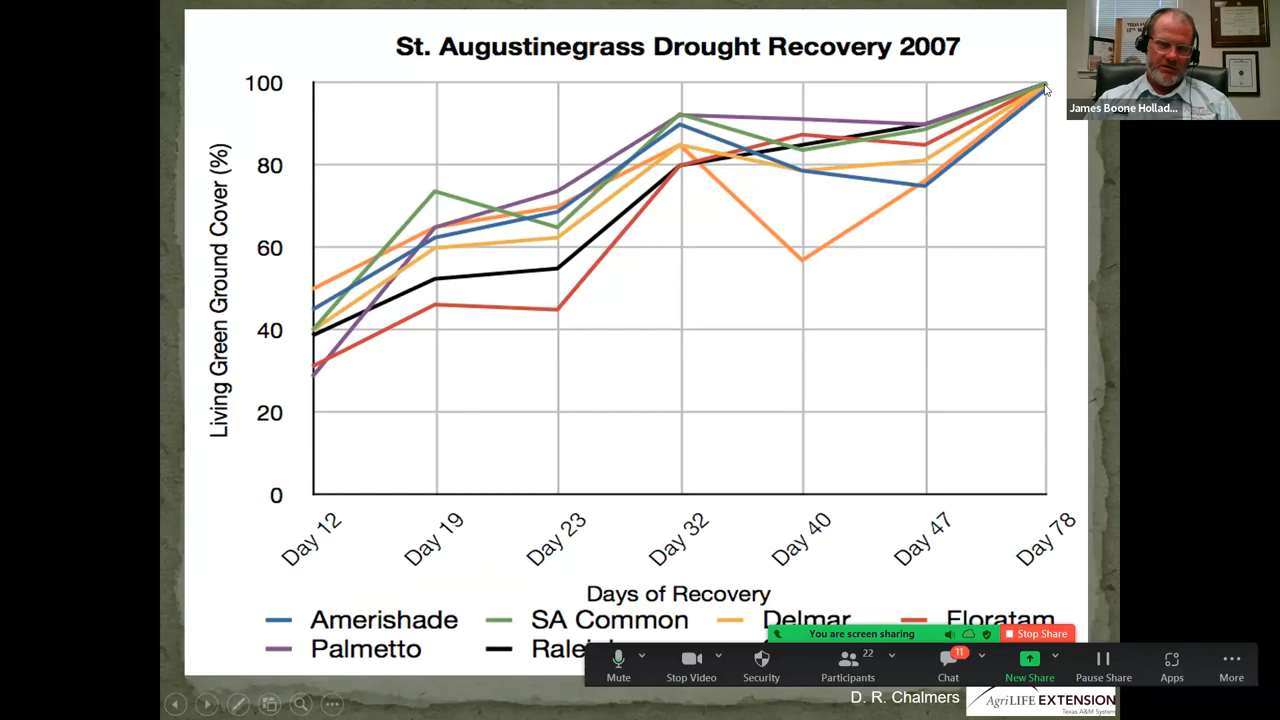 St. Augustinegrass Drought Recovery 2007
James Boone Hollad...
Living Green Ground Cover (%)
100
80
60
40
20
0
Day 12
Day 19
Day 23
Day 32
Day 40
Day 47
Day 78
Days of Recovery
Amerishade
SA Common
Delmar
Floratam
Palmetto
You are screen sharing
Stop Share
Mute
Stop Video
Security
22
Participants
11
Chat
New Share
Pause Share
Apps
More
D. R. Chalmers
AgriLIFE EXTENSION
Texas A&M System